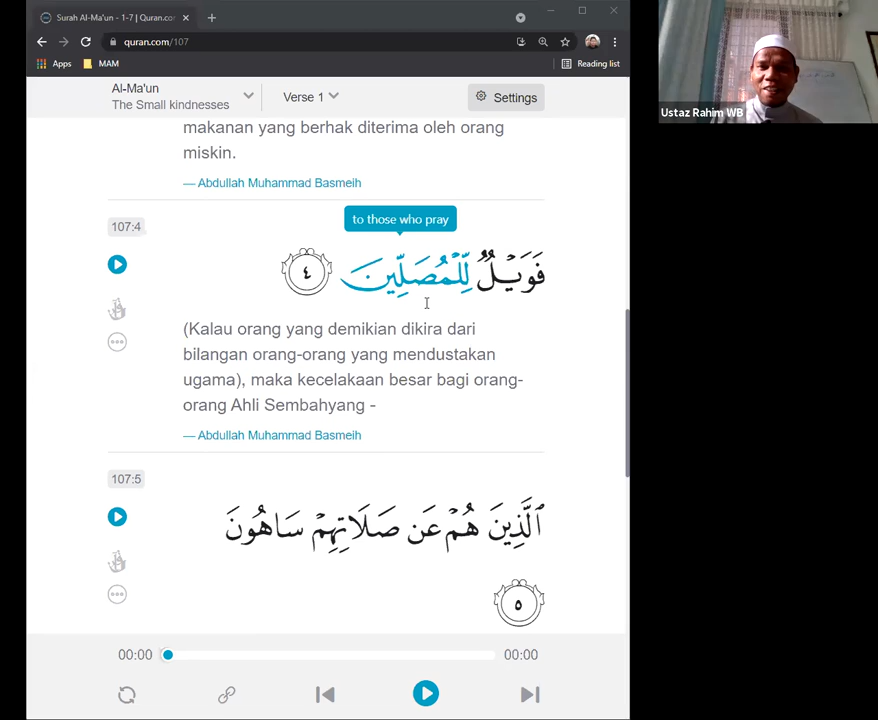 Surah Al-Ma'un - 1-7 | Quran.co
quran.com/107
Apps
MAM
Reading list
Ustaz Rahim WB
Al-Ma'un
The Small kindnesses
Verse 1
Settings
makanan yang berhak diterima oleh orang
miskin.
— Abdullah Muhammad Basmeih
107:4
to those who pray
فَوَيْلٌ لِّلْمُصَلِّينَ ٤
(Kalau orang yang demikian dikira dari
bilangan orang-orang yang mendustakan
ugama), maka kecelakaan besar bagi orang-
orang Ahli Sembahyang -
— Abdullah Muhammad Basmeih
107:5
ٱلَّذِينَ هُمْ عَن صَلَاتِهِمْ سَاهُونَ
٥
00:00
00:00